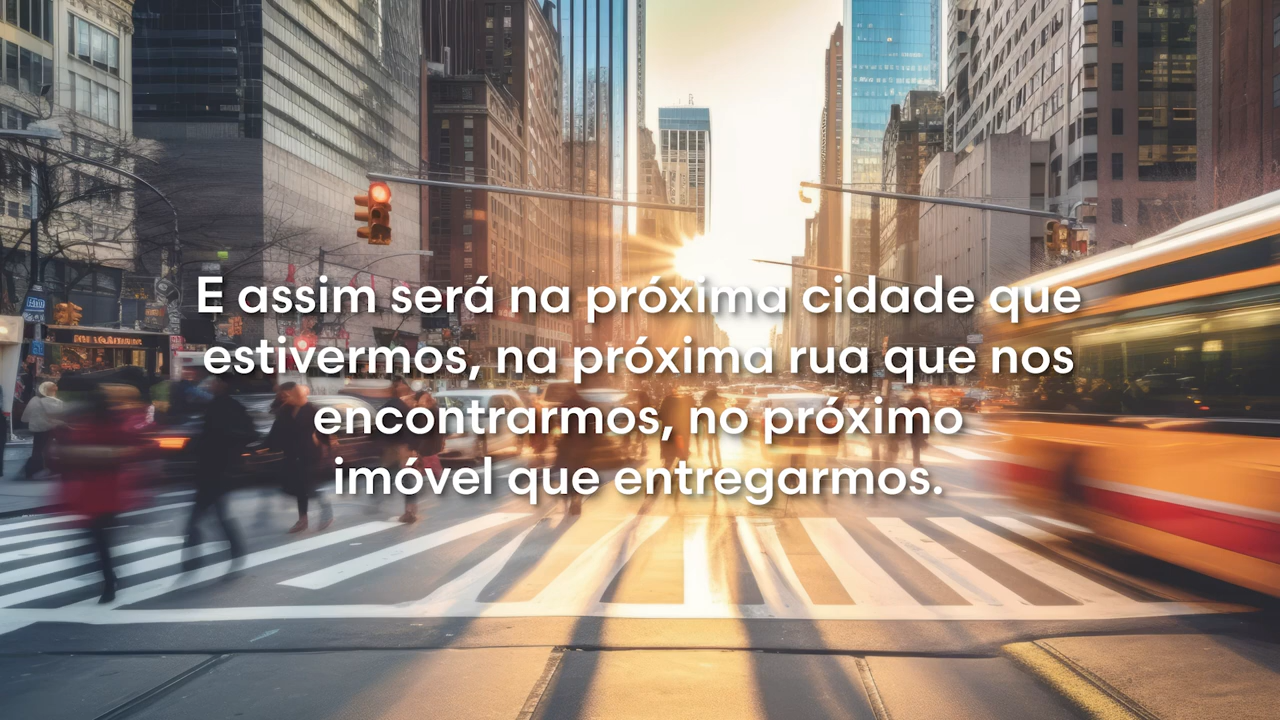 E assim será na próxima cidade que
estivermos, na próxima rua que nos
encontrarmos, no próximo
imóvel que entregarmos.